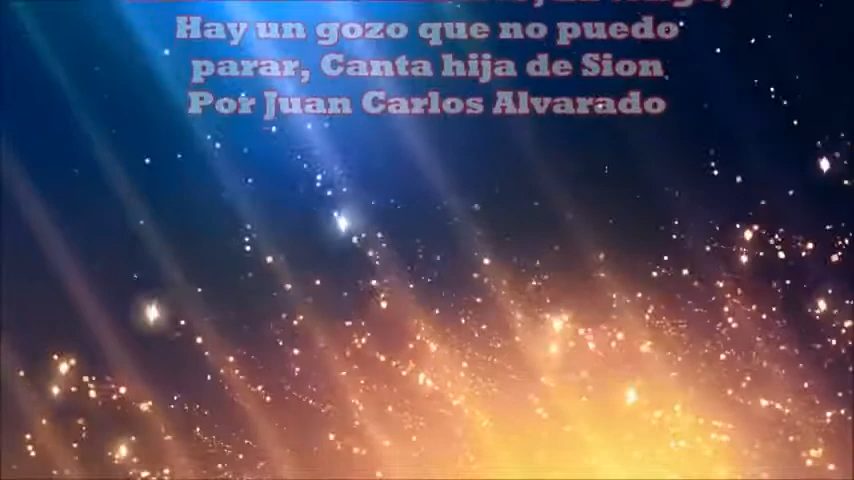 Hay un gozo que no puedo
parar, Canta hija de Sion
Por Juan Carlos Alvarado